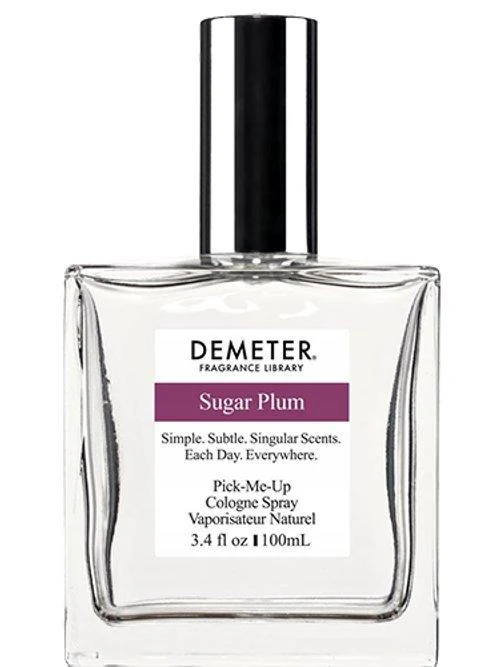 DEMETER®
FRAGRANCE LIBRARY
Sugar Plum
Simple. Subtle. Singular Scents.
Each Day. Everywhere.
Pick-Me-Up
Cologne Spray
Vaporisateur Naturel
3.4 fl oz ❚ 100mL